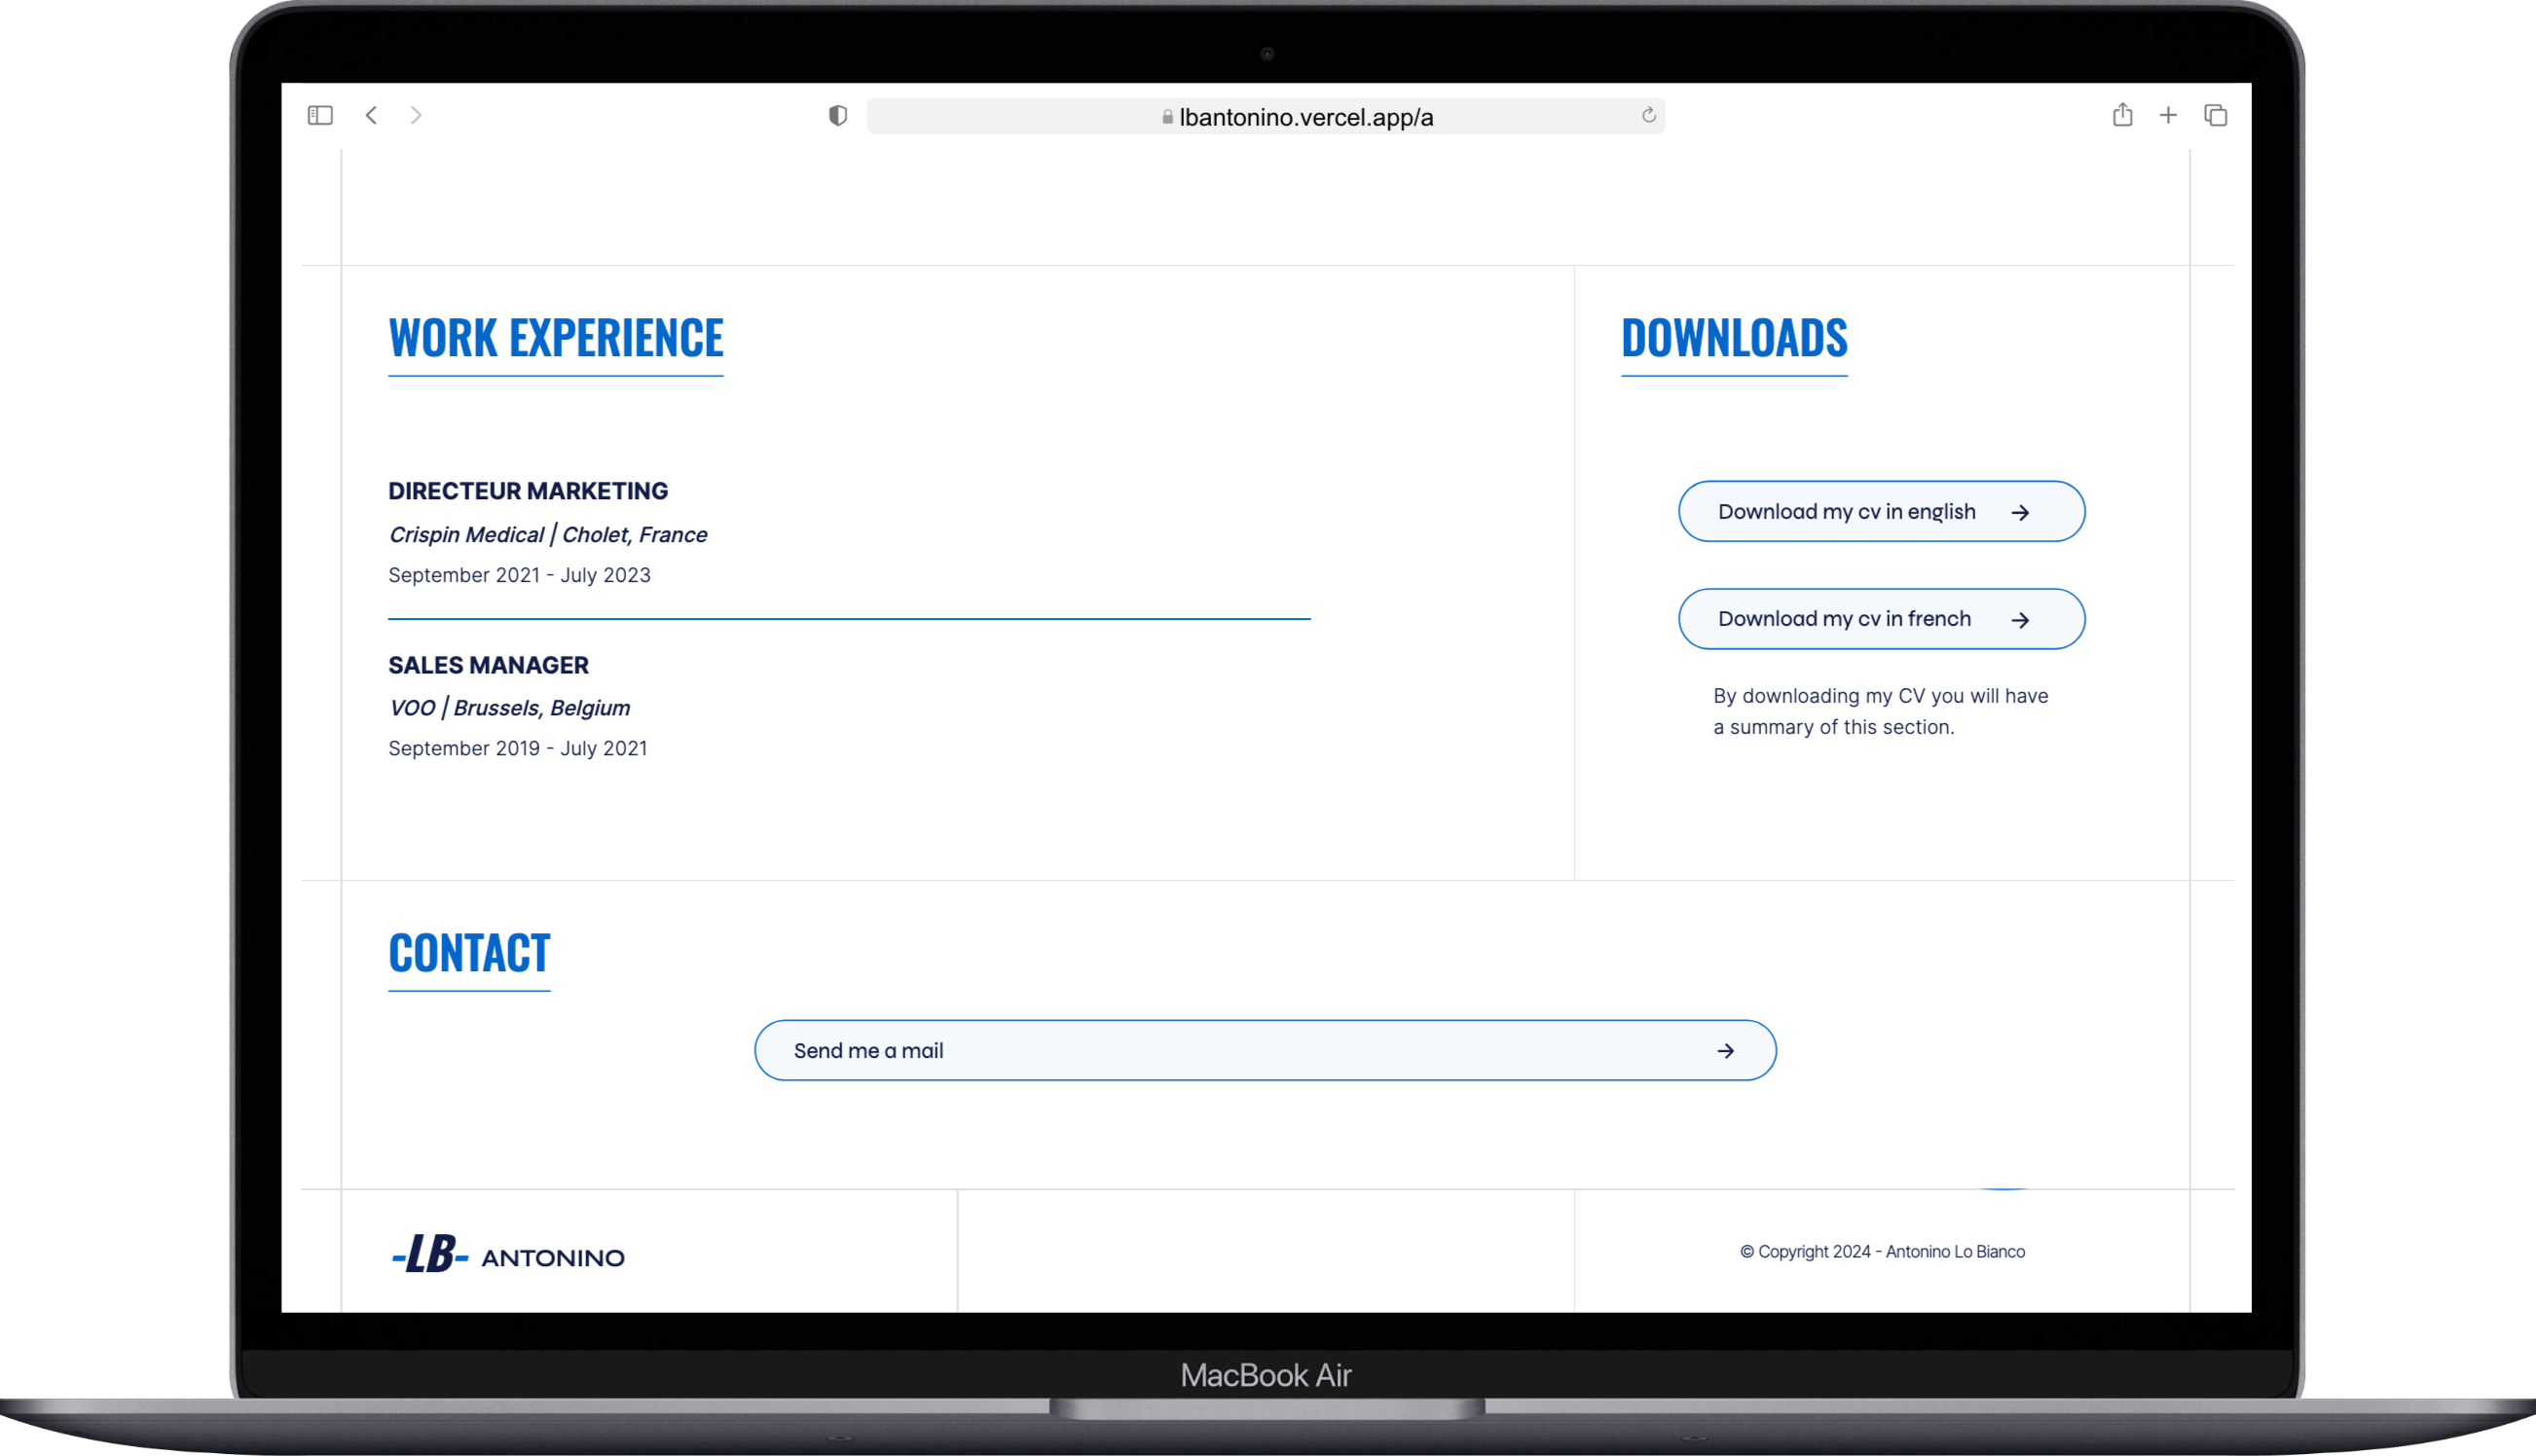 lbantonino.vercel.app/a
WORK EXPERIENCE
DIRECTEUR MARKETING
Crispin Medical | Cholet, France
September 2021 - July 2023
SALES MANAGER
VOO | Brussels, Belgium
September 2019 - July 2021
DOWNLOADS
Download my cv in english
Download my cv in french
By downloading my CV you will have
a summary of this section.
CONTACT
Send me a mail
-LB- ANTONINO
© Copyright 2024 - Antonino Lo Bianco
MacBook Air